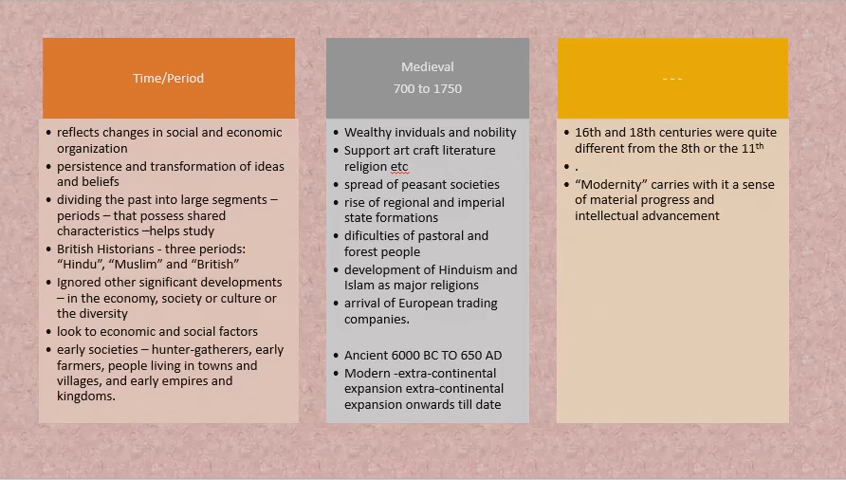 Time/Period
• reflects changes in social and economic
organization
• persistence and transformation of ideas
and beliefs
• dividing the past into large segments –
periods – that possess shared
characteristics –helps study
• British Historians - three periods:
“Hindu”, “Muslim” and “British”
• Ignored other significant developments
– in the economy, society or culture or
the diversity
• look to economic and social factors
• early societies – hunter-gatherers, early
farmers, people living in towns and
villages, and early empires and
kingdoms.
Medieval
700 to 1750
• Wealthy inviduals and nobility
• Support art craft literature
religion etc
• spread of peasant societies
• rise of regional and imperial
state formations
• dificulties of pastoral and
forest people
• development of Hinduism and
Islam as major religions
• arrival of European trading
companies.
• Ancient 6000 BC TO 650 AD
• Modern -extra-continental
expansion extra-continental
expansion onwards till date
- - -
• 16th and 18th centuries were quite
different from the 8th or the 11th
• .
• “Modernity” carries with it a sense
of material progress and
intellectual advancement